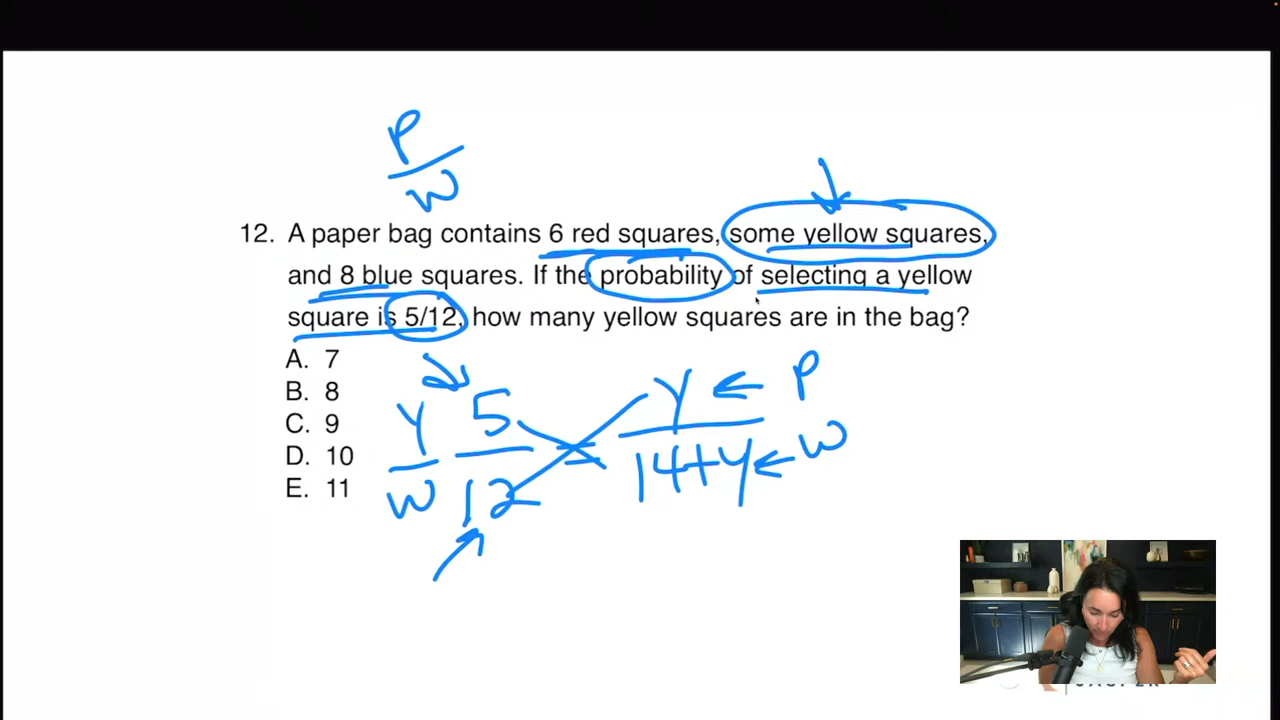 P
W
12. A paper bag contains 6 red squares, some yellow squares,
and 8 blue squares. If the probability of selecting a yellow
square is 5/12, how many yellow squares are in the bag?
A. 7
B. 8
C. 9
D. 10
E. 11
Y 5 = Y ← P
W 12 14+Y ← W